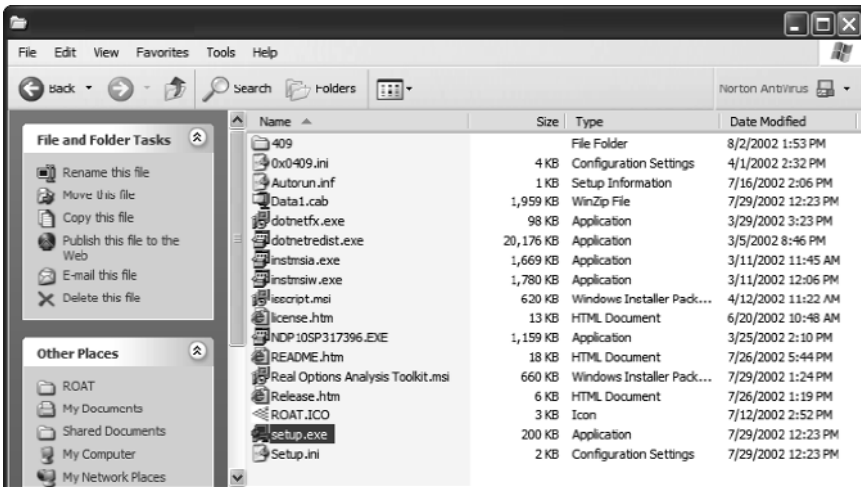 File Edit View Favorites Tools Help
Back Search Folders Norton AntiVirus
Name Size Type Date Modified
File and Folder Tasks
Rename this file
Move this file
Copy this file
Publish this file to the Web
E-mail this file
Delete this file
Other Places
ROAT
My Documents
Shared Documents
My Computer
My Network Places
409 File Folder 8/2/2002 1:53 PM
0x0409.ini 4 KB Configuration Settings 4/1/2002 2:32 PM
Autorun.inf 1 KB Setup Information 7/16/2002 2:06 PM
Data1.cab 1,959 KB WinZip File 7/29/2002 12:23 PM
dotnetfx.exe 98 KB Application 3/29/2002 3:23 PM
dotnetredist.exe 20,176 KB Application 3/5/2002 8:46 PM
instmsia.exe 1,669 KB Application 3/11/2002 11:45 AM
instmsiw.exe 1,780 KB Application 3/11/2002 12:06 PM
isscript.msi 620 KB Windows Installer Pack... 4/12/2002 11:22 AM
license.htm 13 KB HTML Document 6/20/2002 10:48 AM
NDP10SP317396.EXE 1,159 KB Application 3/25/2002 2:10 PM
README.htm 18 KB HTML Document 7/26/2002 5:44 PM
Real Options Analysis Toolkit.msi 660 KB Windows Installer Pack... 7/29/2002 1:24 PM
Release.htm 6 KB HTML Document 7/26/2002 1:19 PM
ROAT.ICO 3 KB Icon 7/12/2002 2:52 PM
setup.exe 200 KB Application 7/29/2002 12:23 PM
Setup.ini 2 KB Configuration Settings 7/29/2002 12:23 PM